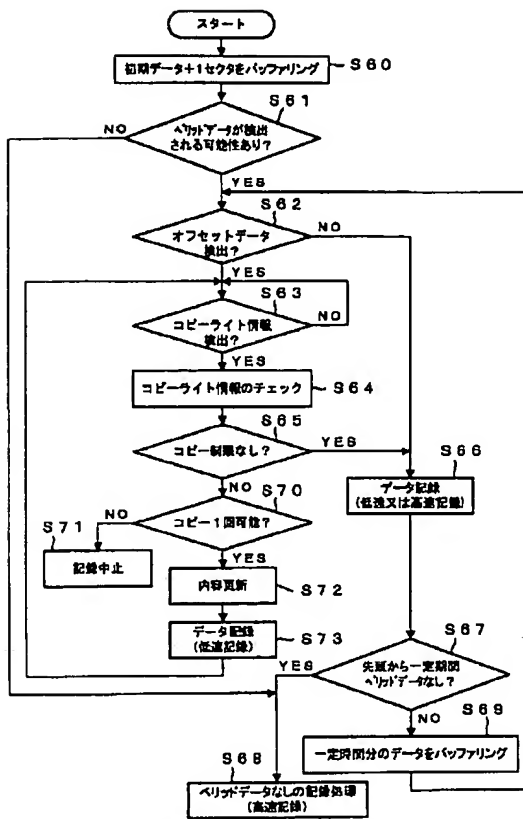 スタート
初期データ+1セクタをバッファリング
S60
S61
ベリッドデータが検出
される可能性あり?
NO
YES
S62
オフセットデータ
検出?
NO
YES
S63
コピーライト情報
検出?
NO
YES
コピーライト情報のチェック
S64
S65
コピー制限なし?
YES
NO
S66
データ記録
(低速又は高速記録)
S70
コピー1回可能?
NO
YES
S71
記録中止
内容更新
S72
データ記録
(低速記録)
S73
S67
先頭から一定期間
ベリッドデータなし?
YES
NO
S69
一定時間分のデータをバッファリング
S68
ベリッドデータなしの記録処理
(高速記録)